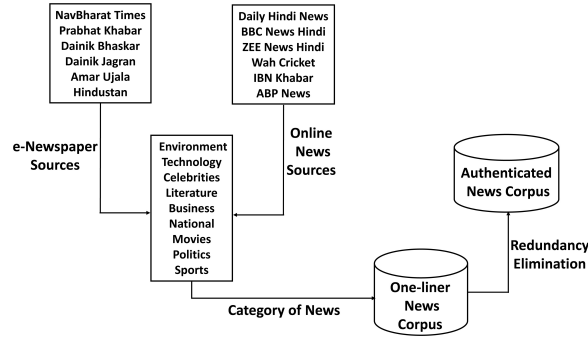 NavBharat Times
Prabhat Khabar
Dainik Bhaskar
Dainik Jagran
Amar Ujala
Hindustan
Daily Hindi News
BBC News Hindi
ZEE News Hindi
Wah Cricket
IBN Khabar
ABP News
e-Newspaper
Sources
Online
News
Sources
Environment
Technology
Celebrities
Literature
Business
National
Movies
Politics
Sports
Authenticated
News Corpus
Redundancy
Elimination
Category of News
One-liner
News
Corpus